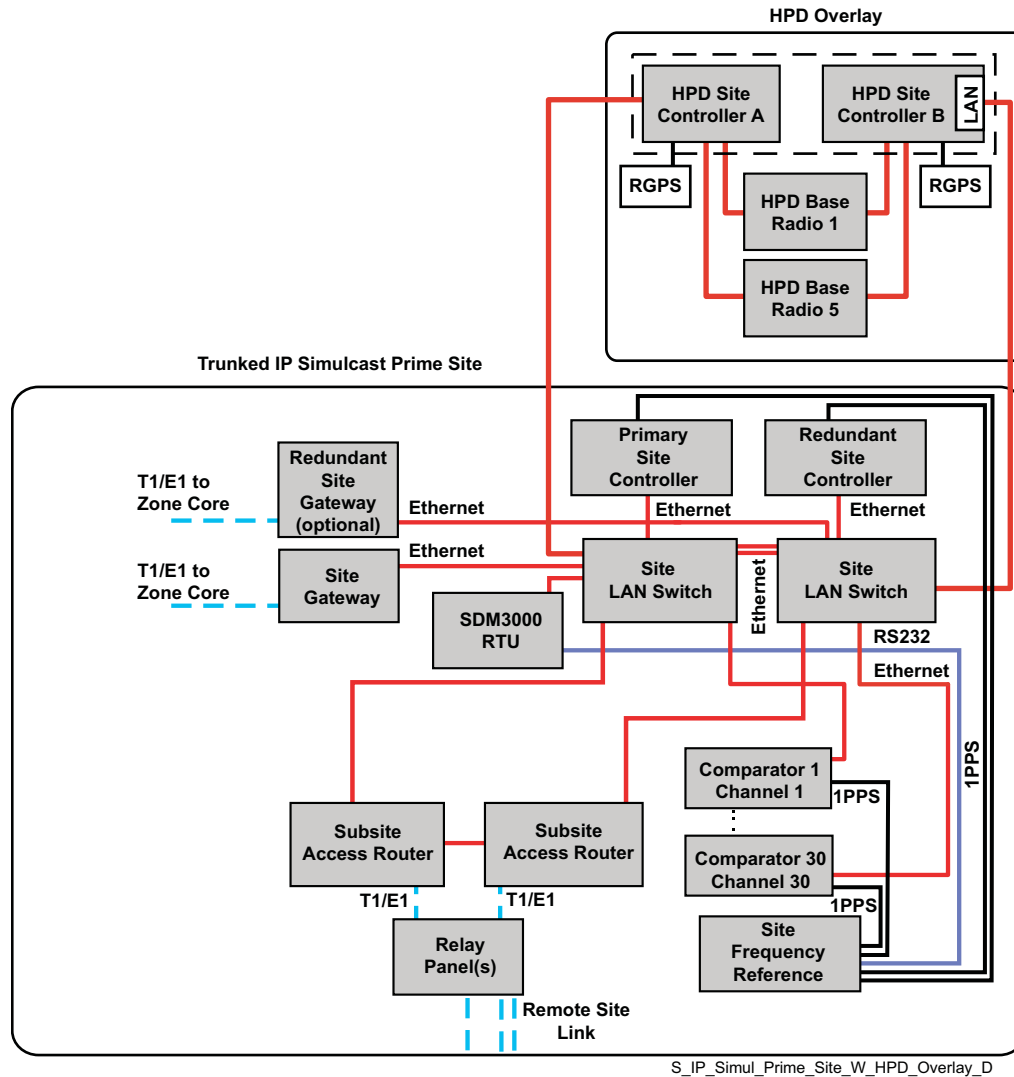 HPD Overlay
HPD Site
Controller A
HPD Site
Controller B
LAN
RGPS
RGPS
HPD Base
Radio 1
HPD Base
Radio 5
Trunked IP Simulcast Prime Site
Primary
Site
Controller
Redundant
Site
Controller
T1/E1 to
Zone Core
Redundant
Site
Gateway
(optional)
Ethernet
Ethernet
Ethernet
T1/E1 to
Zone Core
Site
Gateway
Ethernet
Site
LAN Switch
Ethernet
Site
LAN Switch
SDM3000
RTU
RS232
Ethernet
1PPS
Comparator 1
Channel 1
1PPS
Subsite
Access Router
Subsite
Access Router
Comparator 30
Channel 30
T1/E1
T1/E1
1PPS
Relay
Panel(s)
Site
Frequency
Reference
Remote Site
Link
S_IP_Simul_Prime_Site_W_HPD_Overlay_D